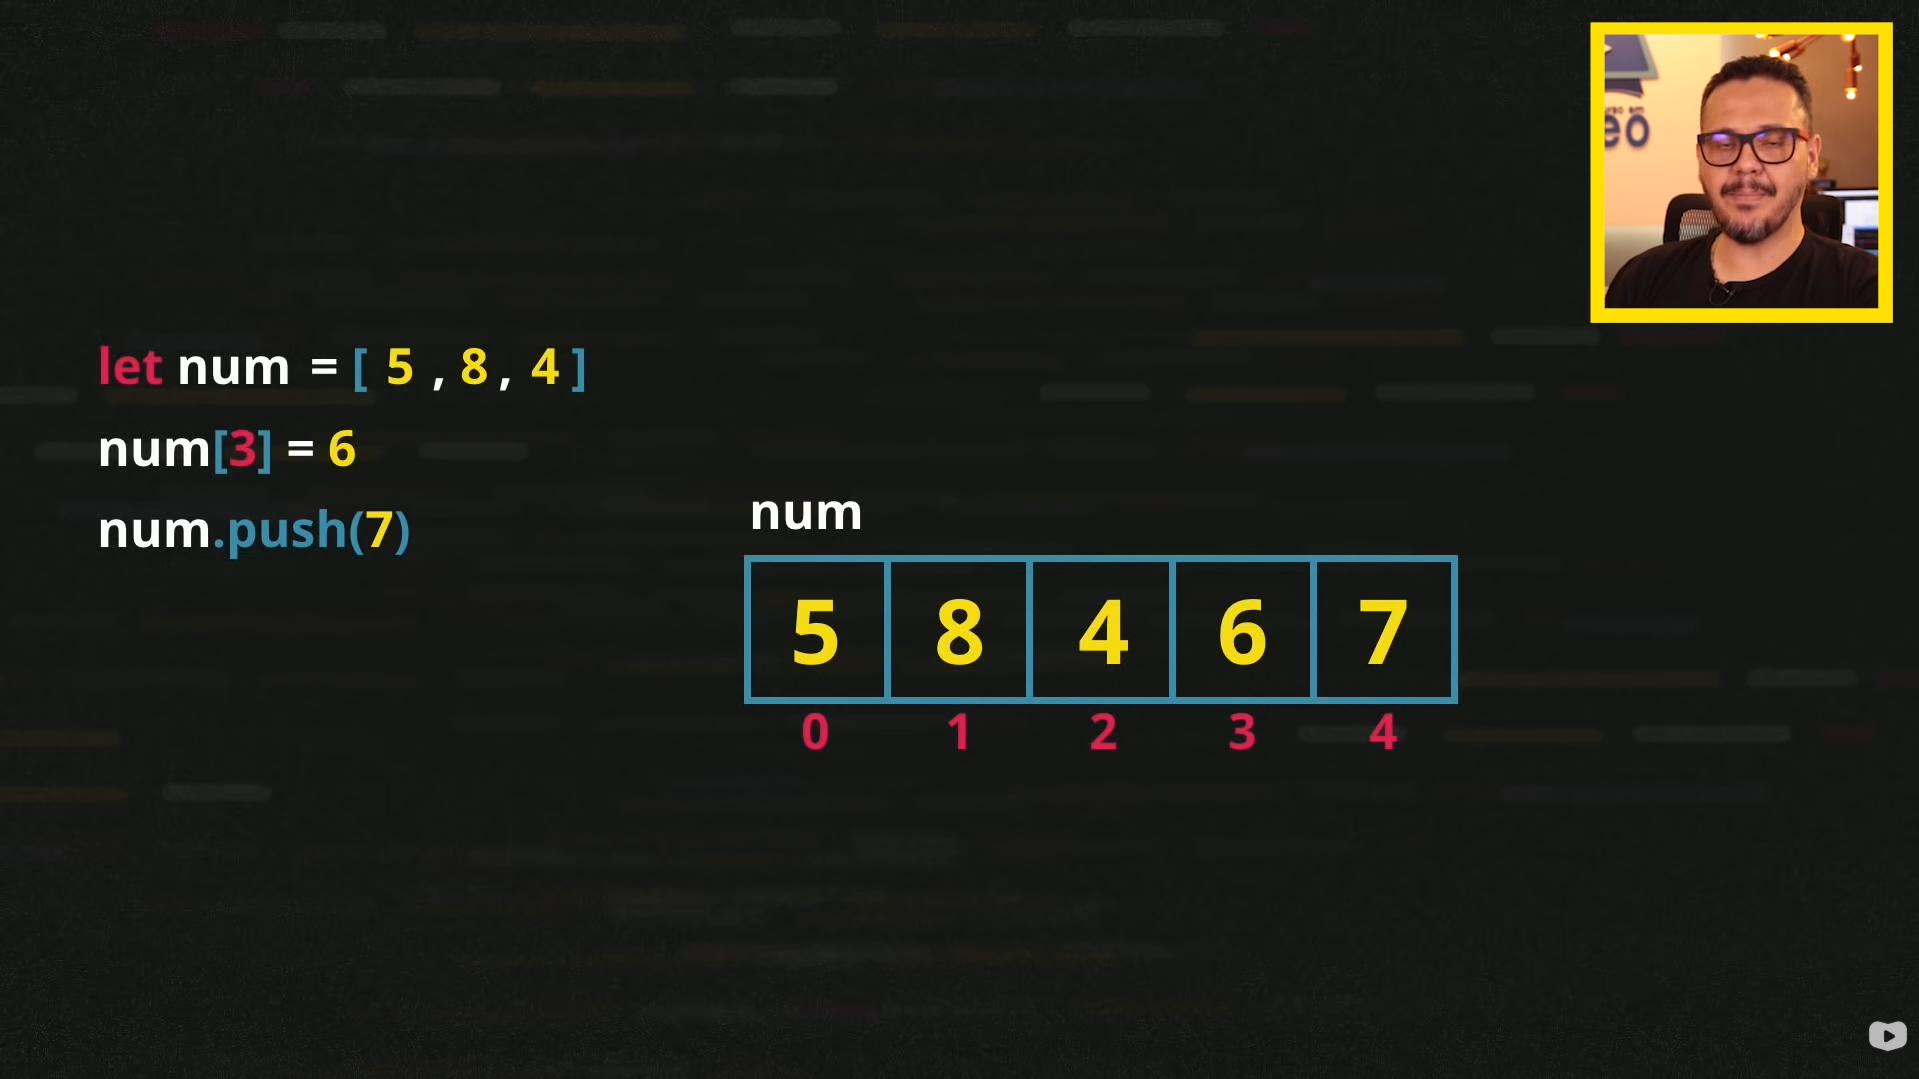 let num = [ 5 , 8 , 4 ]
num[3] = 6
num.push(7)
num
5 8 4 6 7
0 1 2 3 4